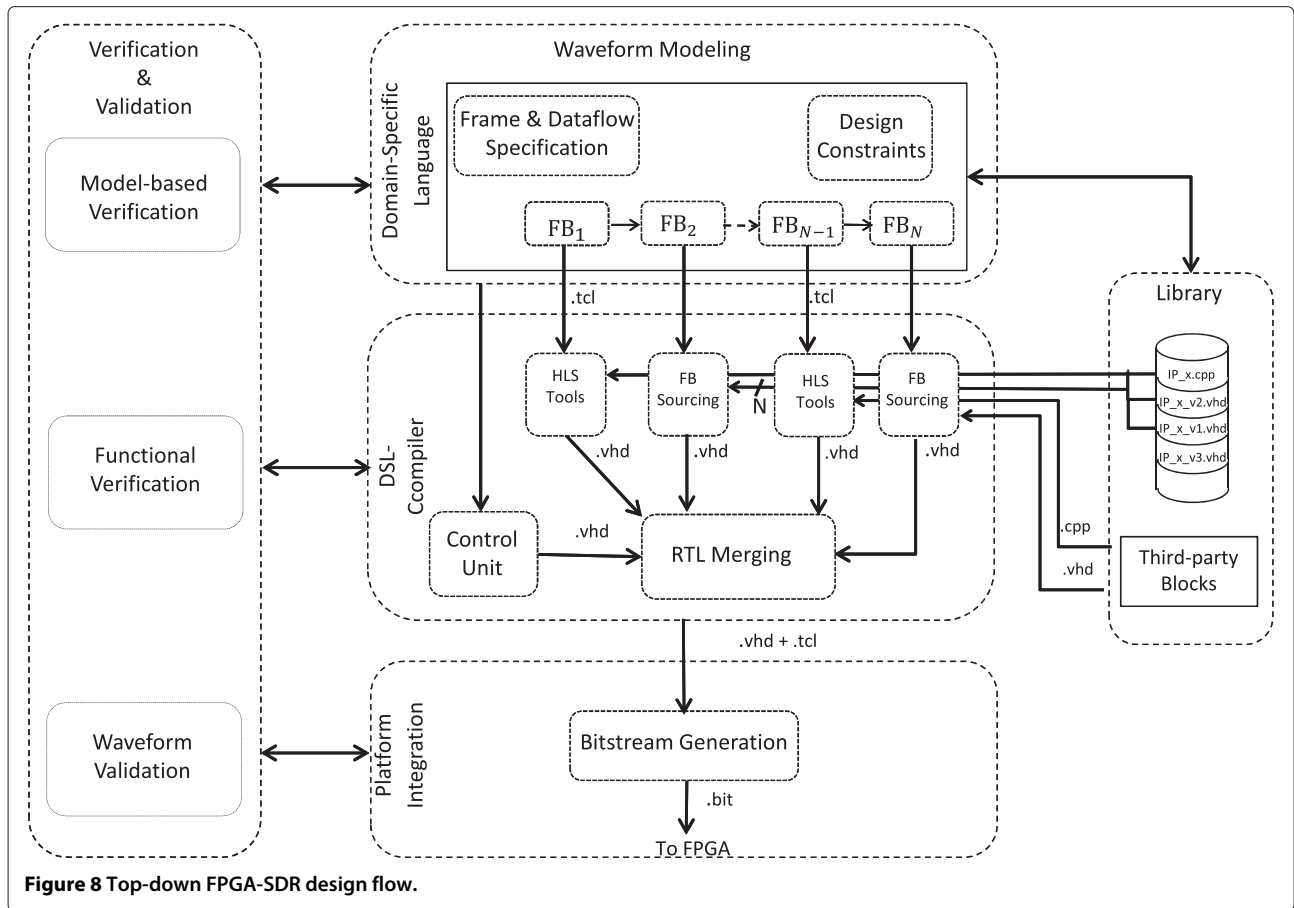 Verification
&
Validation
Model-based
Verification
Functional
Verification
Waveform
Validation
Waveform Modeling
Domain-Specific
Language
Frame & Dataflow
Specification
Design
Constraints
FB1
FB2
FBN−1
FBN
.tcl
.tcl
DSL-
Ccompiler
HLS
Tools
FB
Sourcing
N
HLS
Tools
FB
Sourcing
.vhd
.vhd
.vhd
.vhd
Control
Unit
.vhd
RTL Merging
.vhd + .tcl
Platform
Integration
Bitstream Generation
.bit
To FPGA
Library
IP_x.cpp
IP_x_v2.vhd
IP_x_v1.vhd
IP_x_v3.vhd
.cpp
.vhd
Third-party
Blocks
Figure 8 Top-down FPGA-SDR design flow.